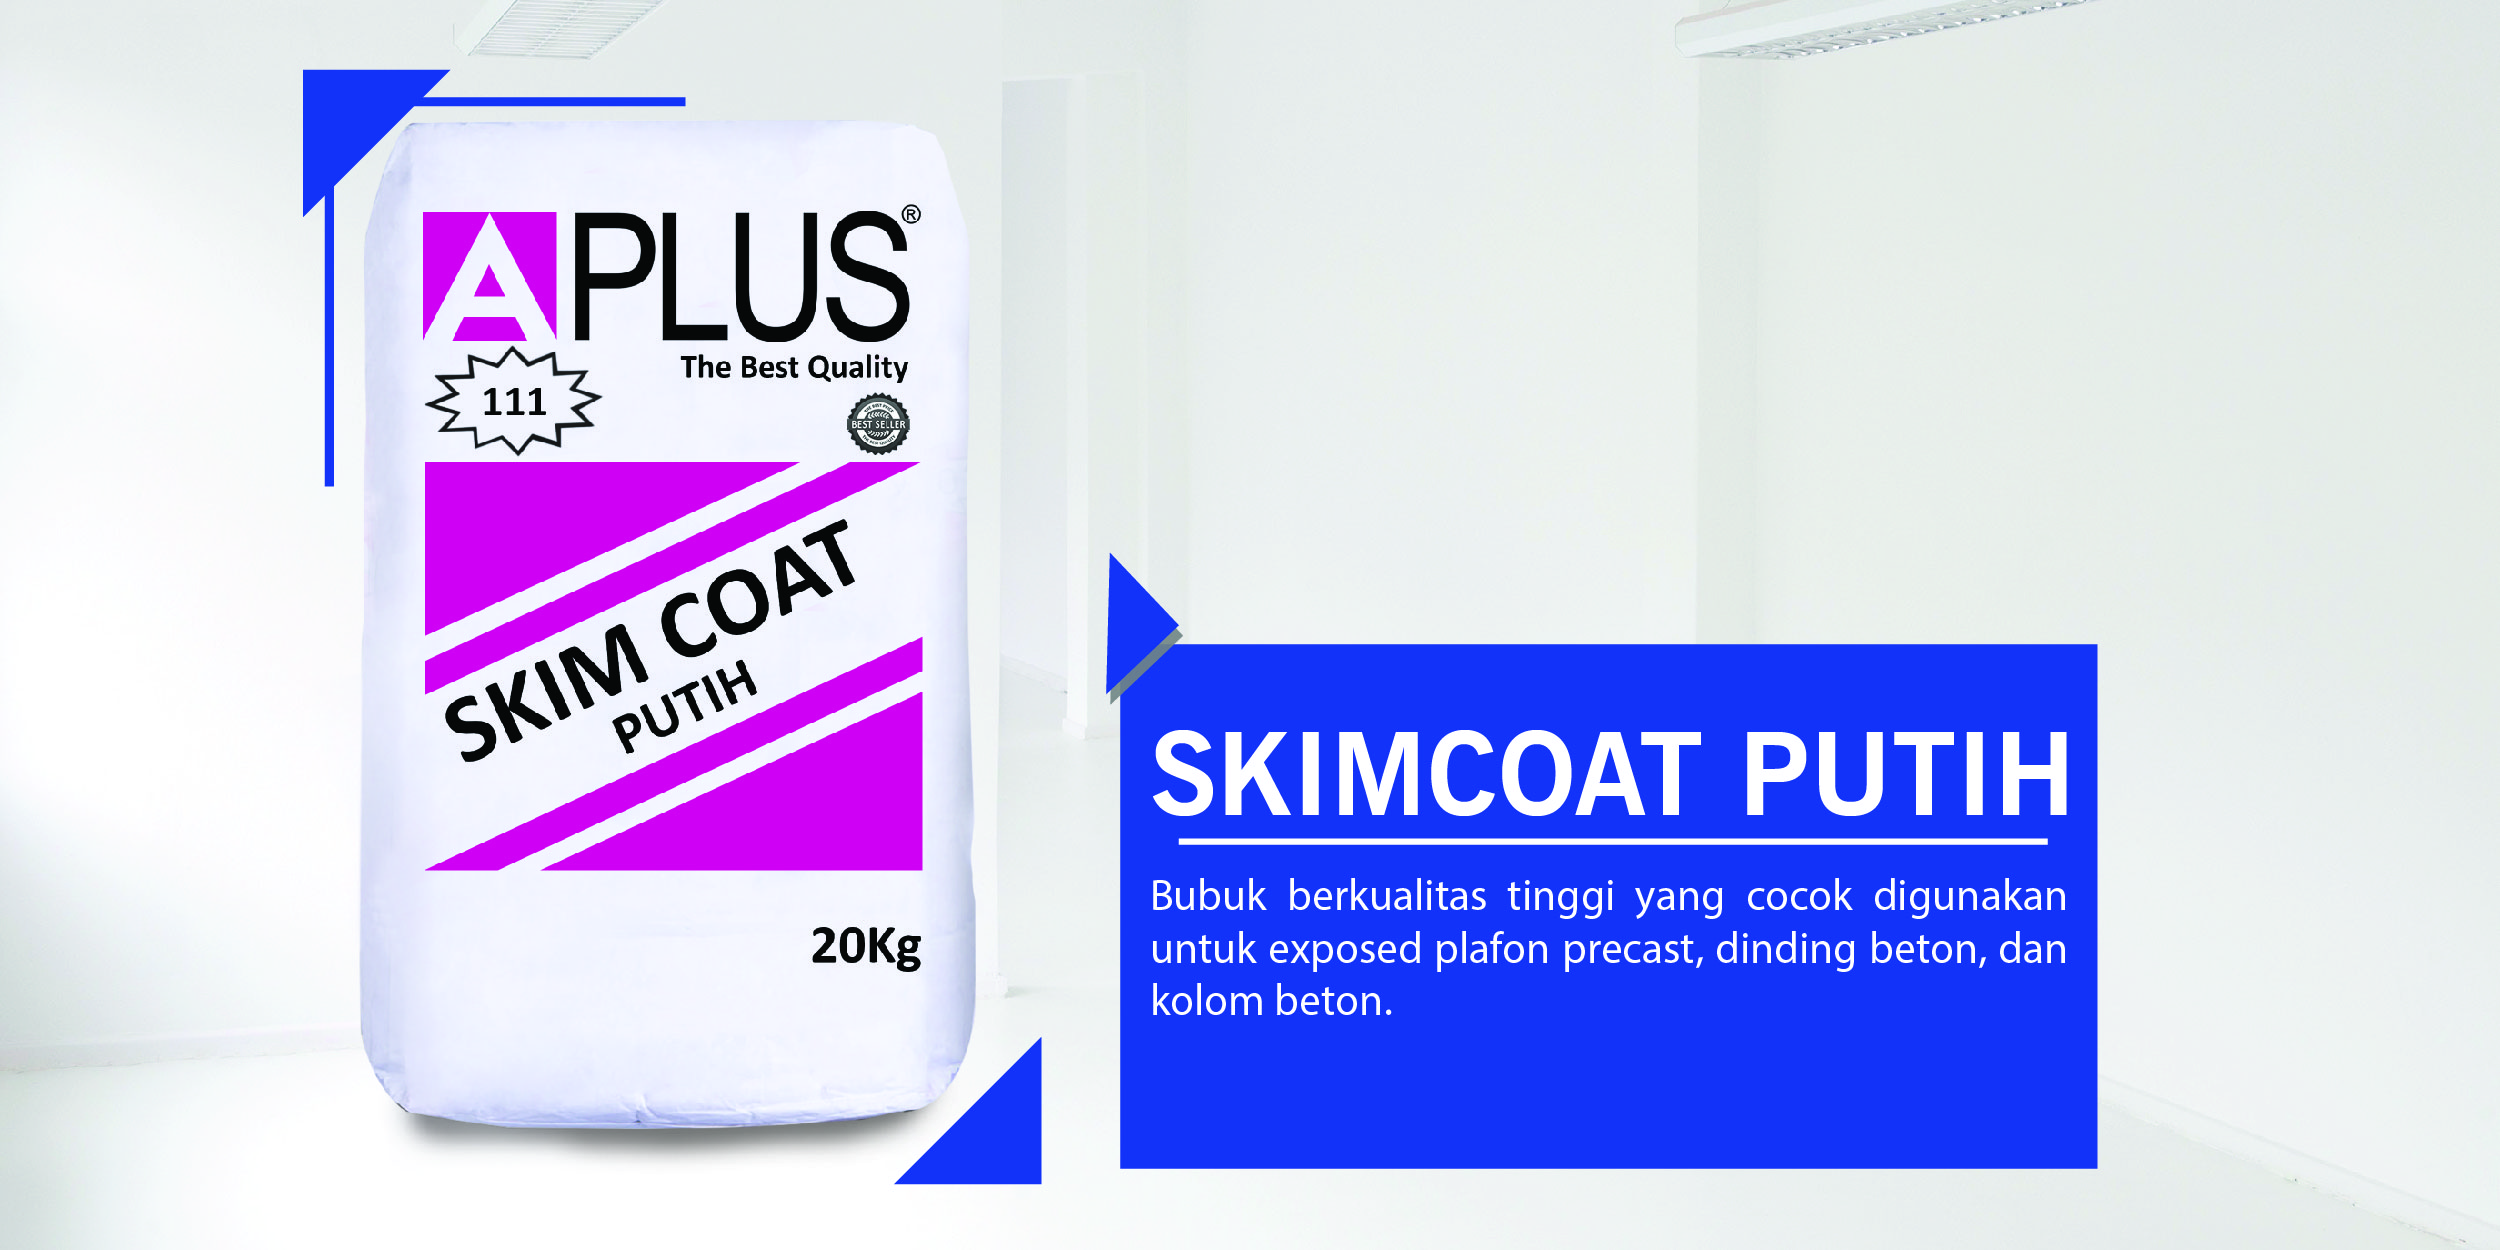 APLUS®
The Best Quality
111
BEST SELLER
SKIM COAT
PUTIH
20Kg
SKIMCOAT PUTIH
Bubuk berkualitas tinggi yang cocok digunakan
untuk exposed plafon precast, dinding beton, dan
kolom beton.